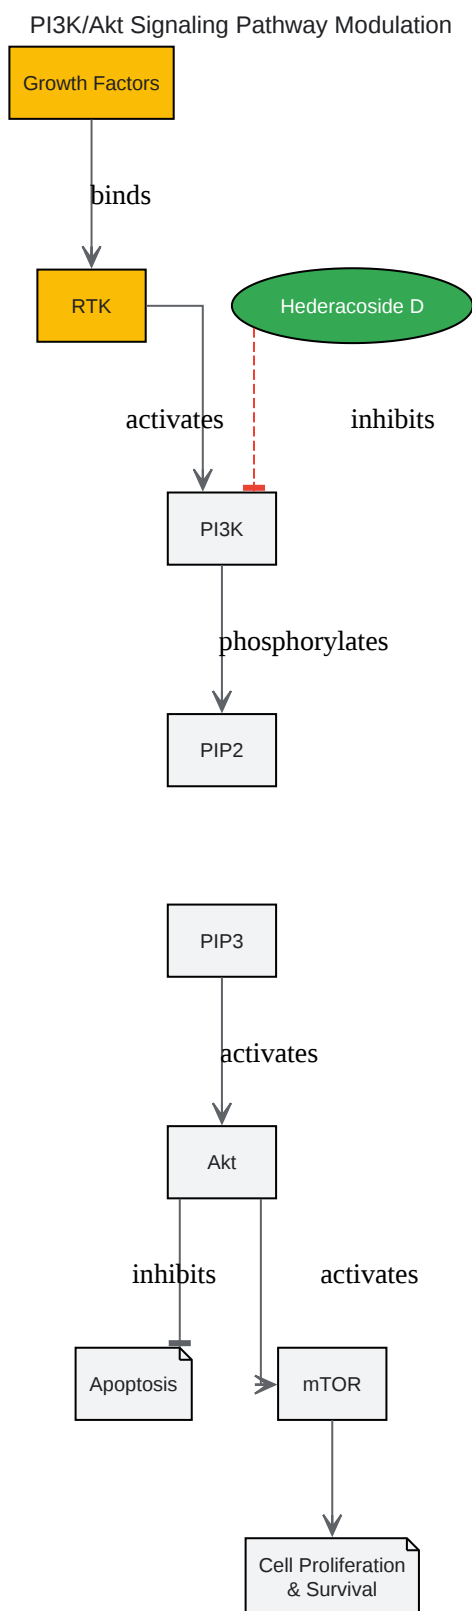 PI3K/Akt Signaling Pathway Modulation
Growth Factors
binds
RTK
Hederacoside D
activates
inhibits
PI3K
phosphorylates
PIP2
PIP3
activates
Akt
inhibits
activates
Apoptosis
mTOR
Cell Proliferation
& Survival